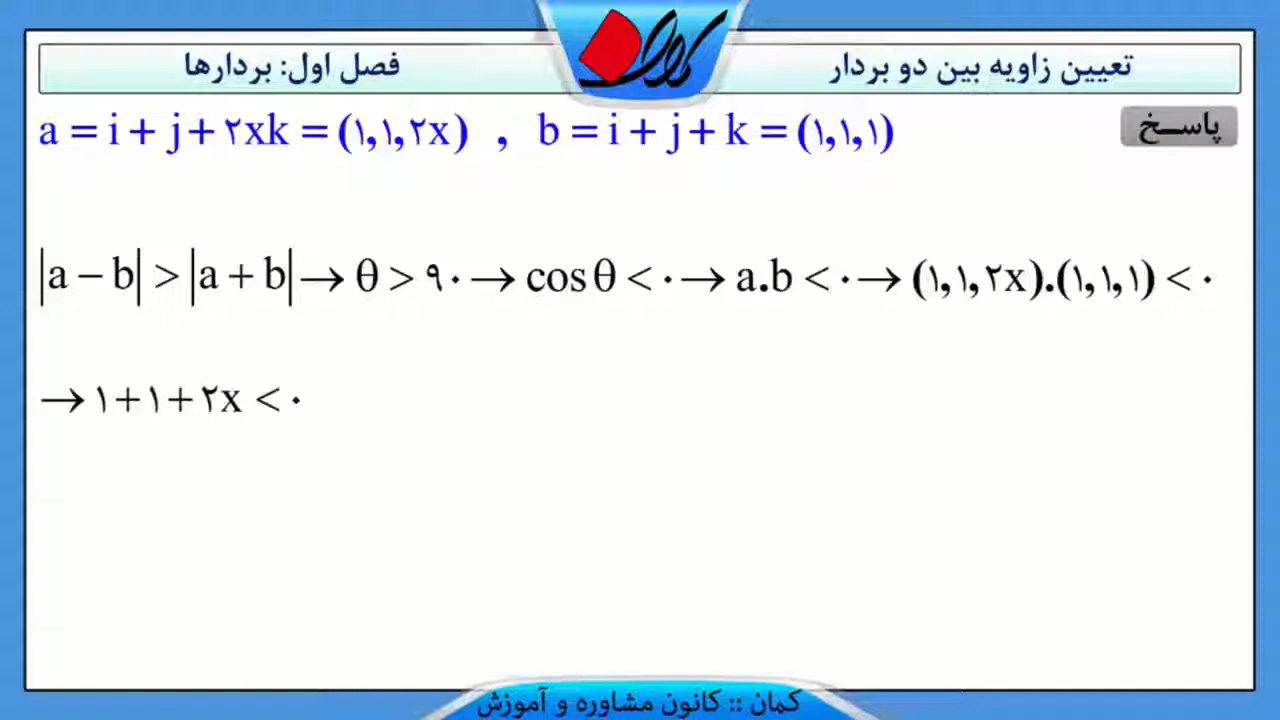 تعیین زاویه بین دو بردار
فصل اول: بردارها
پاسـخ
a = i + j + ۲xk = (۱,۱,۲x) , b = i + j + k = (۱,۱,۱)
|a − b| > |a + b| → θ > ۹۰ → cos θ < ۰ → a.b < ۰ → (۱,۱,۲x).(۱,۱,۱) < ۰
→ ۱+۱+۲x < ۰
کمان :: کانون مشاوره و آموزش